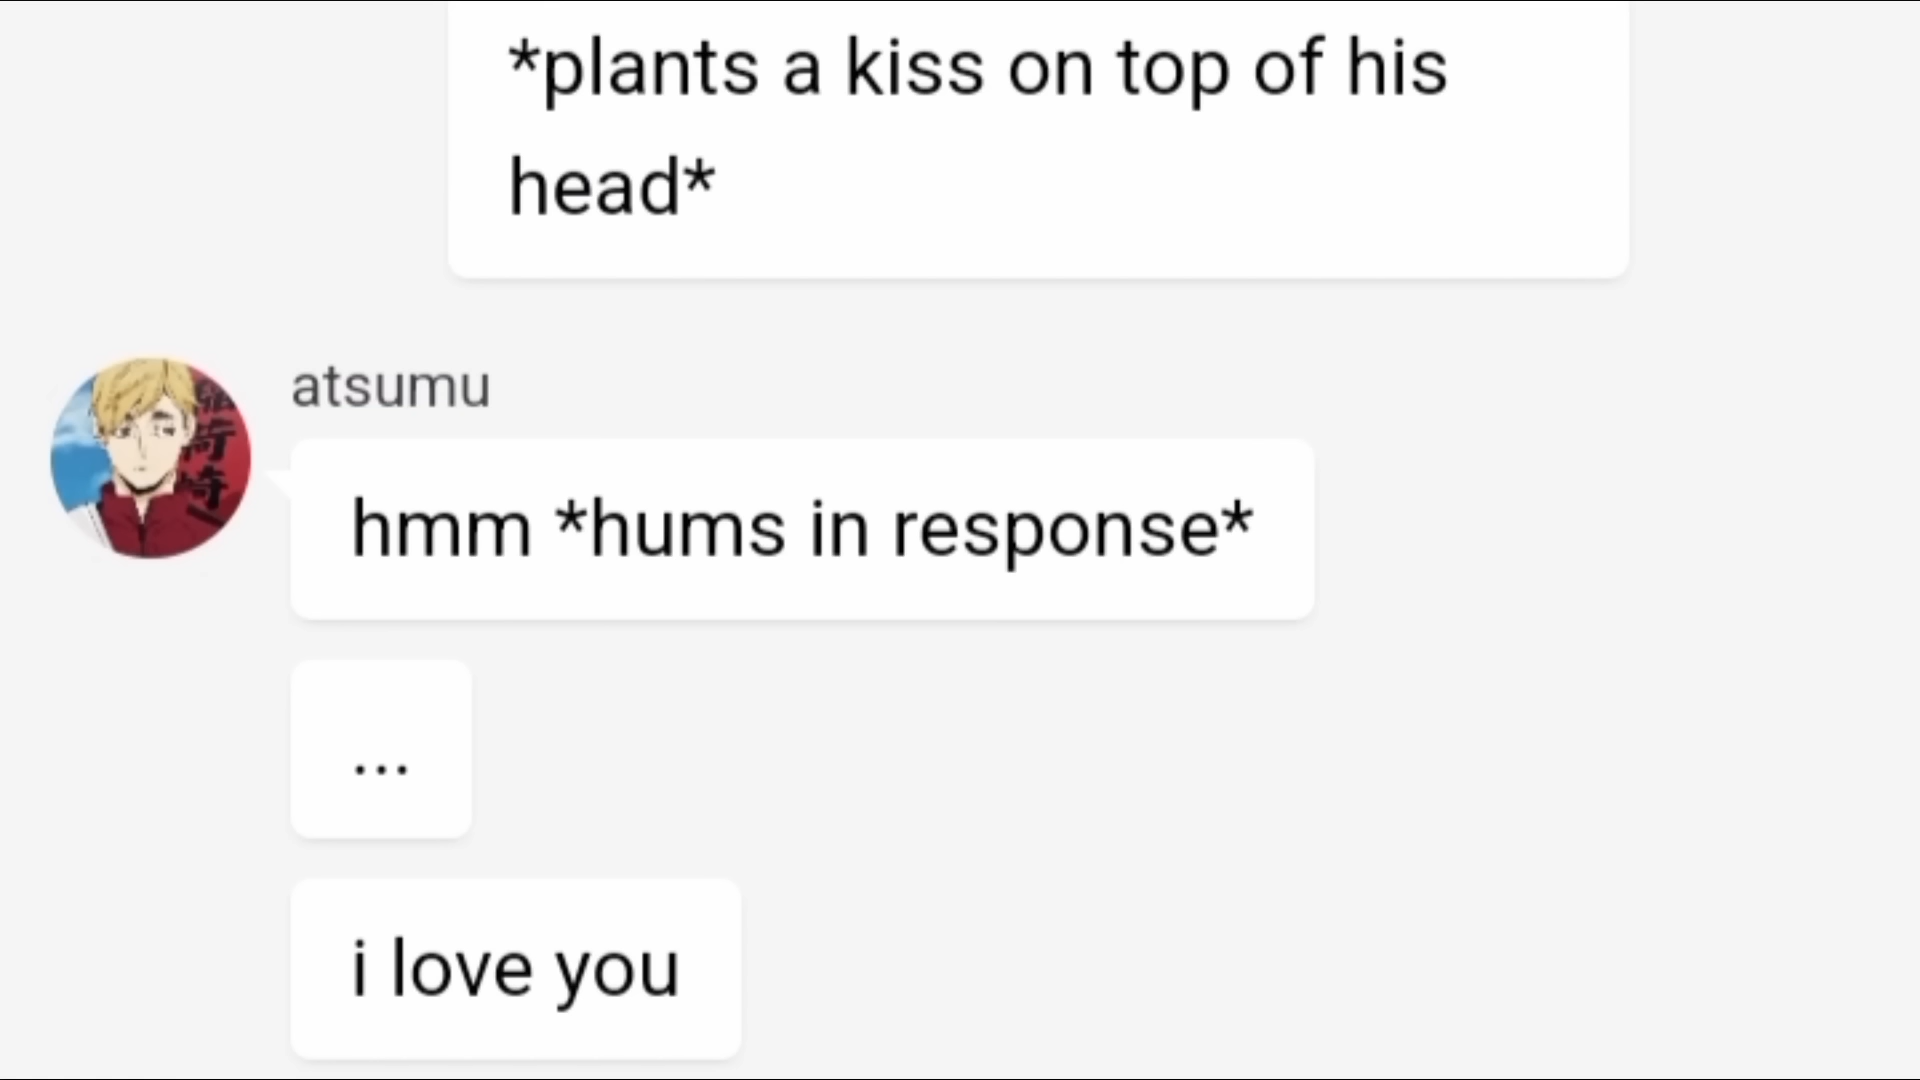 *plants a kiss on top of his
head*
atsumu
hmm *hums in response*
...
i love you